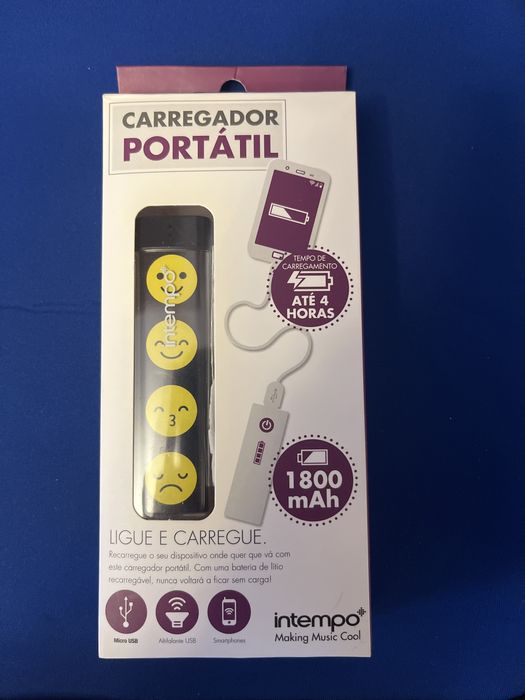 CARREGADOR
PORTÁTIL
TEMPO DE
CARREGAMENTO
ATÉ 4
HORAS
intempo
1800
mAh
LIGUE E CARREGUE.
Recarregue o seu dispositivo onde quer que vá com
este carregador portátil. Com uma bateria de lítio
recarregável, nunca voltará a ficar sem carga!
Micro USB
Altifalante USB
Smartphones
intempo
Making Music Cool